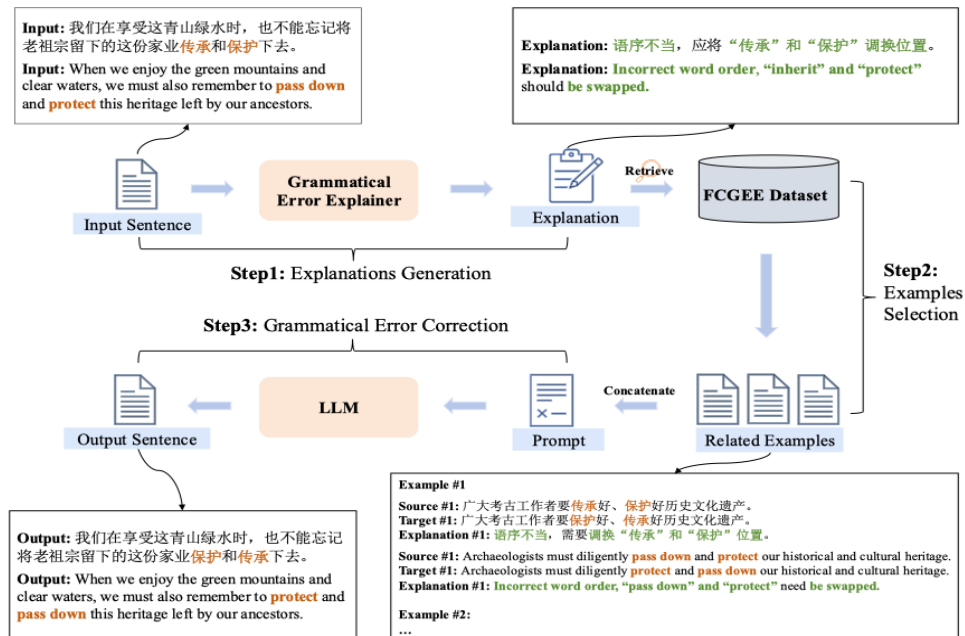 Input: 我们在享受这青山绿水时，也不能忘记将
老祖宗留下的这份家业传承和保护下去。
Input: When we enjoy the green mountains and
clear waters, we must also remember to pass down
and protect this heritage left by our ancestors.
Explanation: 语序不当，应将“传承”和“保护”调换位置。
Explanation: Incorrect word order, “inherit” and “protect”
should be swapped.
Input Sentence
Grammatical
Error Explainer
Explanation
Retrieve
FCGEE Dataset
Step1: Explanations Generation
Step2:
Examples
Selection
Step3: Grammatical Error Correction
Output Sentence
LLM
Prompt
Concatenate
Related Examples
Output: 我们在享受这青山绿水时，也不能忘记
将老祖宗留下的这份家业保护和传承下去。
Output: When we enjoy the green mountains and
clear waters, we must also remember to protect and
pass down this heritage left by our ancestors.
Example #1
Source #1: 广大考古工作者要传承好、保护好历史文化遗产。
Target #1: 广大考古工作者要保护好、传承好历史文化遗产。
Explanation #1: 语序不当，需要调换“传承”和“保护”位置。
Source #1: Archaeologists must diligently pass down and protect our historical and cultural heritage.
Target #1: Archaeologists must diligently protect and pass down our historical and cultural heritage.
Explanation #1: Incorrect word order, “pass down” and “protect” need be swapped.
Example #2:
...